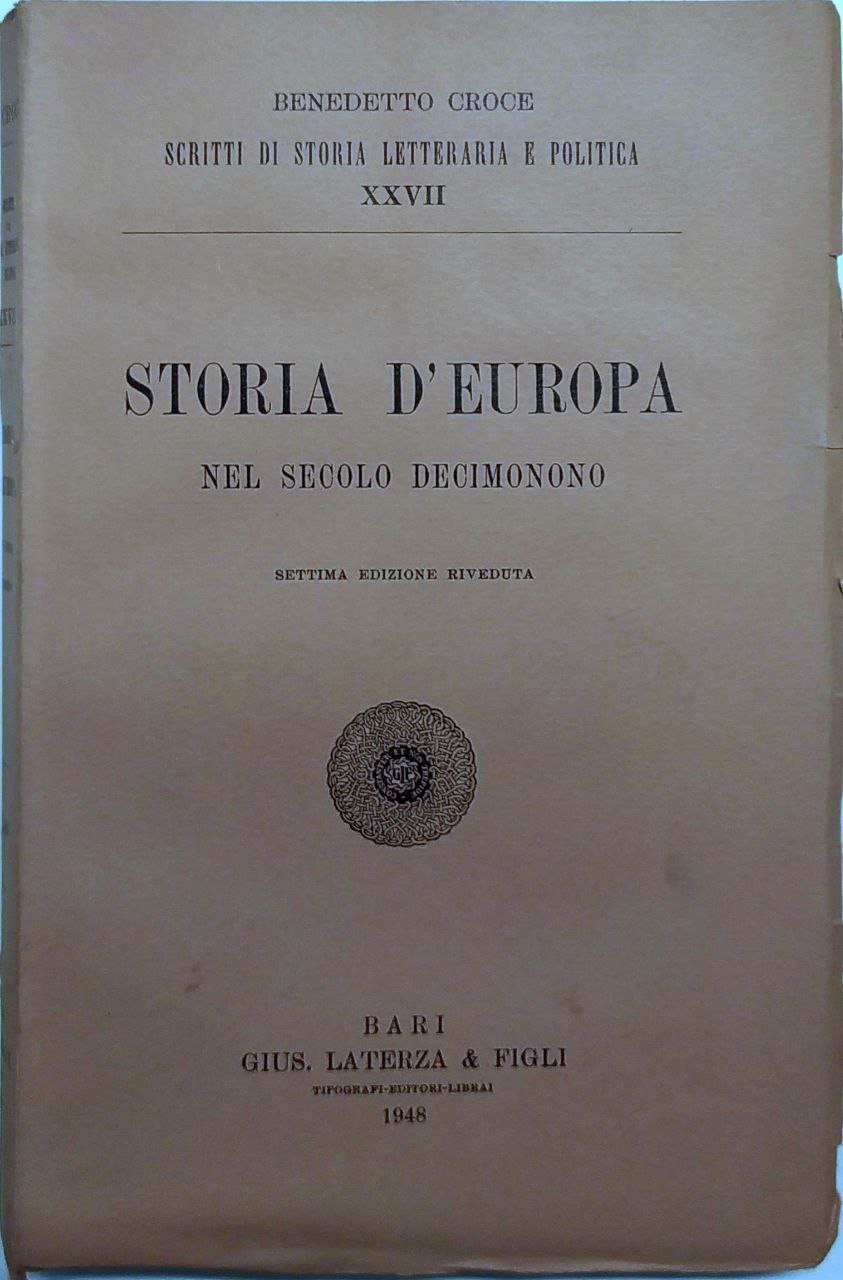 BENEDETTO CROCE
SCRITTI DI STORIA LETTERARIA E POLITICA
XXVII
STORIA D'EUROPA
NEL SECOLO DECIMONONO
SETTIMA EDIZIONE RIVEDUTA
BARI
GIUS. LATERZA & FIGLI
TIPOGRAFI-EDITORI-LIBRAI
1948